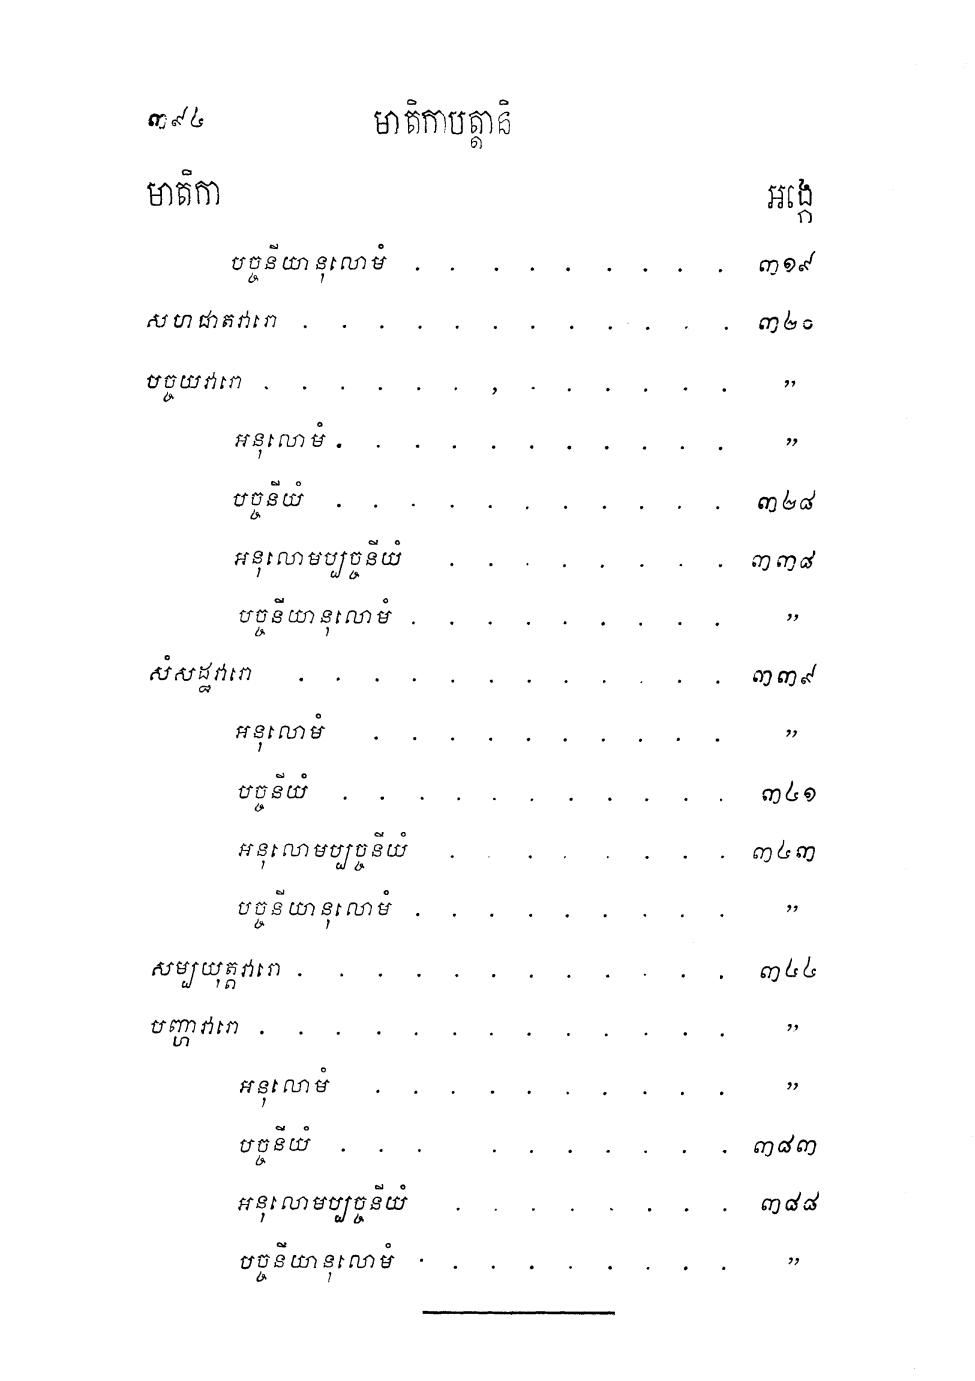 ៣៩៤ មាតិកាបត្តានិ
មាតិកា អង្កេ
បច្ចនីយានុលោមំ . . . . . . . . . ៣១៩
សហជាតវារោ . . . . . . . . . . . . ៣២០
បច្ចយវារោ . . . . . . , . . . . . . ”
អនុលោមំ . . . . . . . . . . . ”
បច្ចនីយំ . . . . . . . . . . . ៣២៨
អនុលោមប្បច្ចនីយំ . . . . . . . . ៣៣៨
បច្ចនីយានុលោមំ . . . . . . . . . ”
សំសដ្ឋវារោ . . . . . . . . . . . . ៣៣៩
អនុលោមំ . . . . . . . . . . ”
បច្ចនីយំ . . . . . . . . . . . ៣៤១
អនុលោមប្បច្ចនីយំ . . . . . . . . ៣៤៣
បច្ចនីយានុលោមំ . . . . . . . . . ”
សម្បយុត្តវារោ . . . . . . . . . . . . ៣៤៤
បញ្ហាវារោ . . . . . . . . . . . . . ”
អនុលោមំ . . . . . . . . . . ”
បច្ចនីយំ . . . . . . . . . . ៣៨៣
អនុលោមប្បច្ចនីយំ . . . . . . . . ៣៨៨
បច្ចនីយានុលោមំ . . . . . . . . . ”